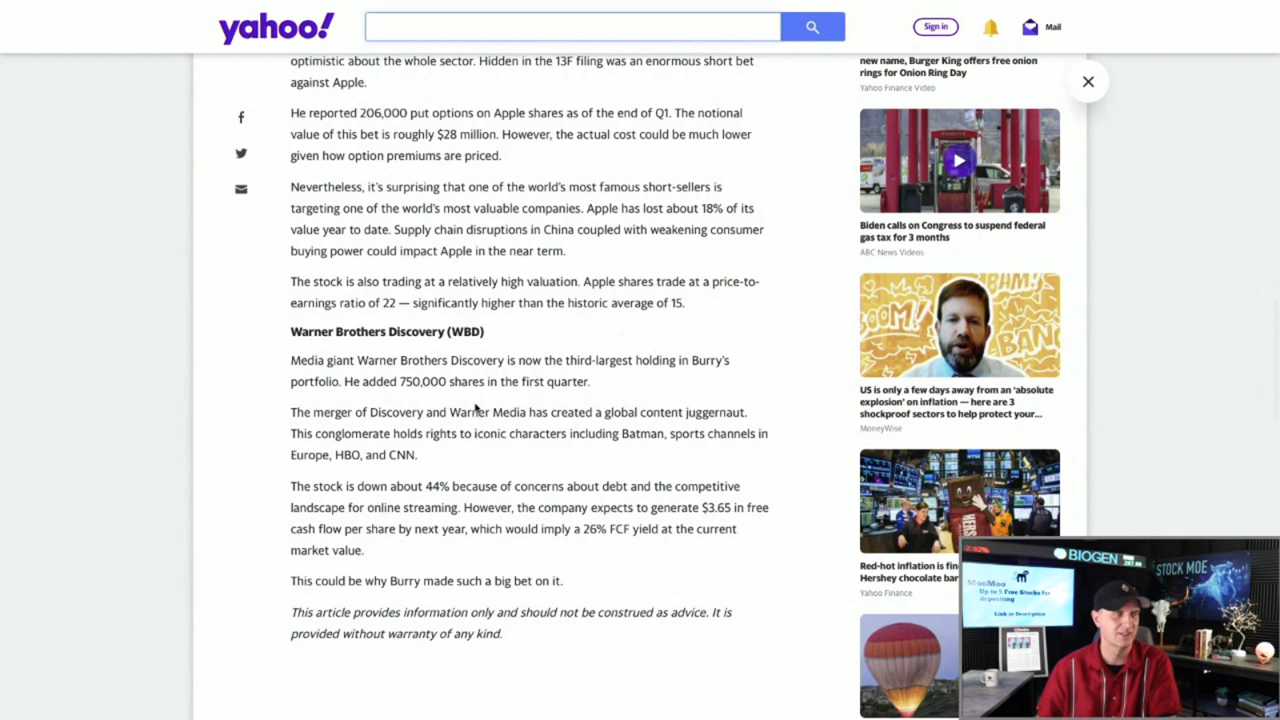 yahoo!
Sign in
Mail
optimistic about the whole sector. Hidden in the 13F filing was an enormous short bet
against Apple.
He reported 206,000 put options on Apple shares as of the end of Q1. The notional
value of this bet is roughly $28 million. However, the actual cost could be much lower
given how option premiums are priced.
Nevertheless, it's surprising that one of the world's most famous short-sellers is
targeting one of the world's most valuable companies. Apple has lost about 18% of its
value year to date. Supply chain disruptions in China coupled with weakening consumer
buying power could impact Apple in the near term.
The stock is also trading at a relatively high valuation. Apple shares trade at a price-to-
earnings ratio of 22 — significantly higher than the historic average of 15.
Warner Brothers Discovery (WBD)
Media giant Warner Brothers Discovery is now the third-largest holding in Burry's
portfolio. He added 750,000 shares in the first quarter.
The merger of Discovery and Warner Media has created a global content juggernaut.
This conglomerate holds rights to iconic characters including Batman, sports channels in
Europe, HBO, and CNN.
The stock is down about 44% because of concerns about debt and the competitive
landscape for online streaming. However, the company expects to generate $3.65 in free
cash flow per share by next year, which would imply a 26% FCF yield at the current
market value.
This could be why Burry made such a big bet on it.
This article provides information only and should not be construed as advice. It is
provided without warranty of any kind.
new name, Burger King offers free onion
rings for Onion Ring Day
Yahoo Finance Video
Biden calls on Congress to suspend federal
gas tax for 3 months
ABC News Videos
BOOM!
BAM!
BANG
US is only a few days away from an 'absolute
explosion' on inflation — here are 3
shockproof sectors to help protect your...
MoneyWise
Red-hot inflation is fin
Hershey chocolate bar
Yahoo Finance
BIOGEN
STOCK MOE
MooMoo
- Up to 5 Free Stocks for
depositing
Link in Description